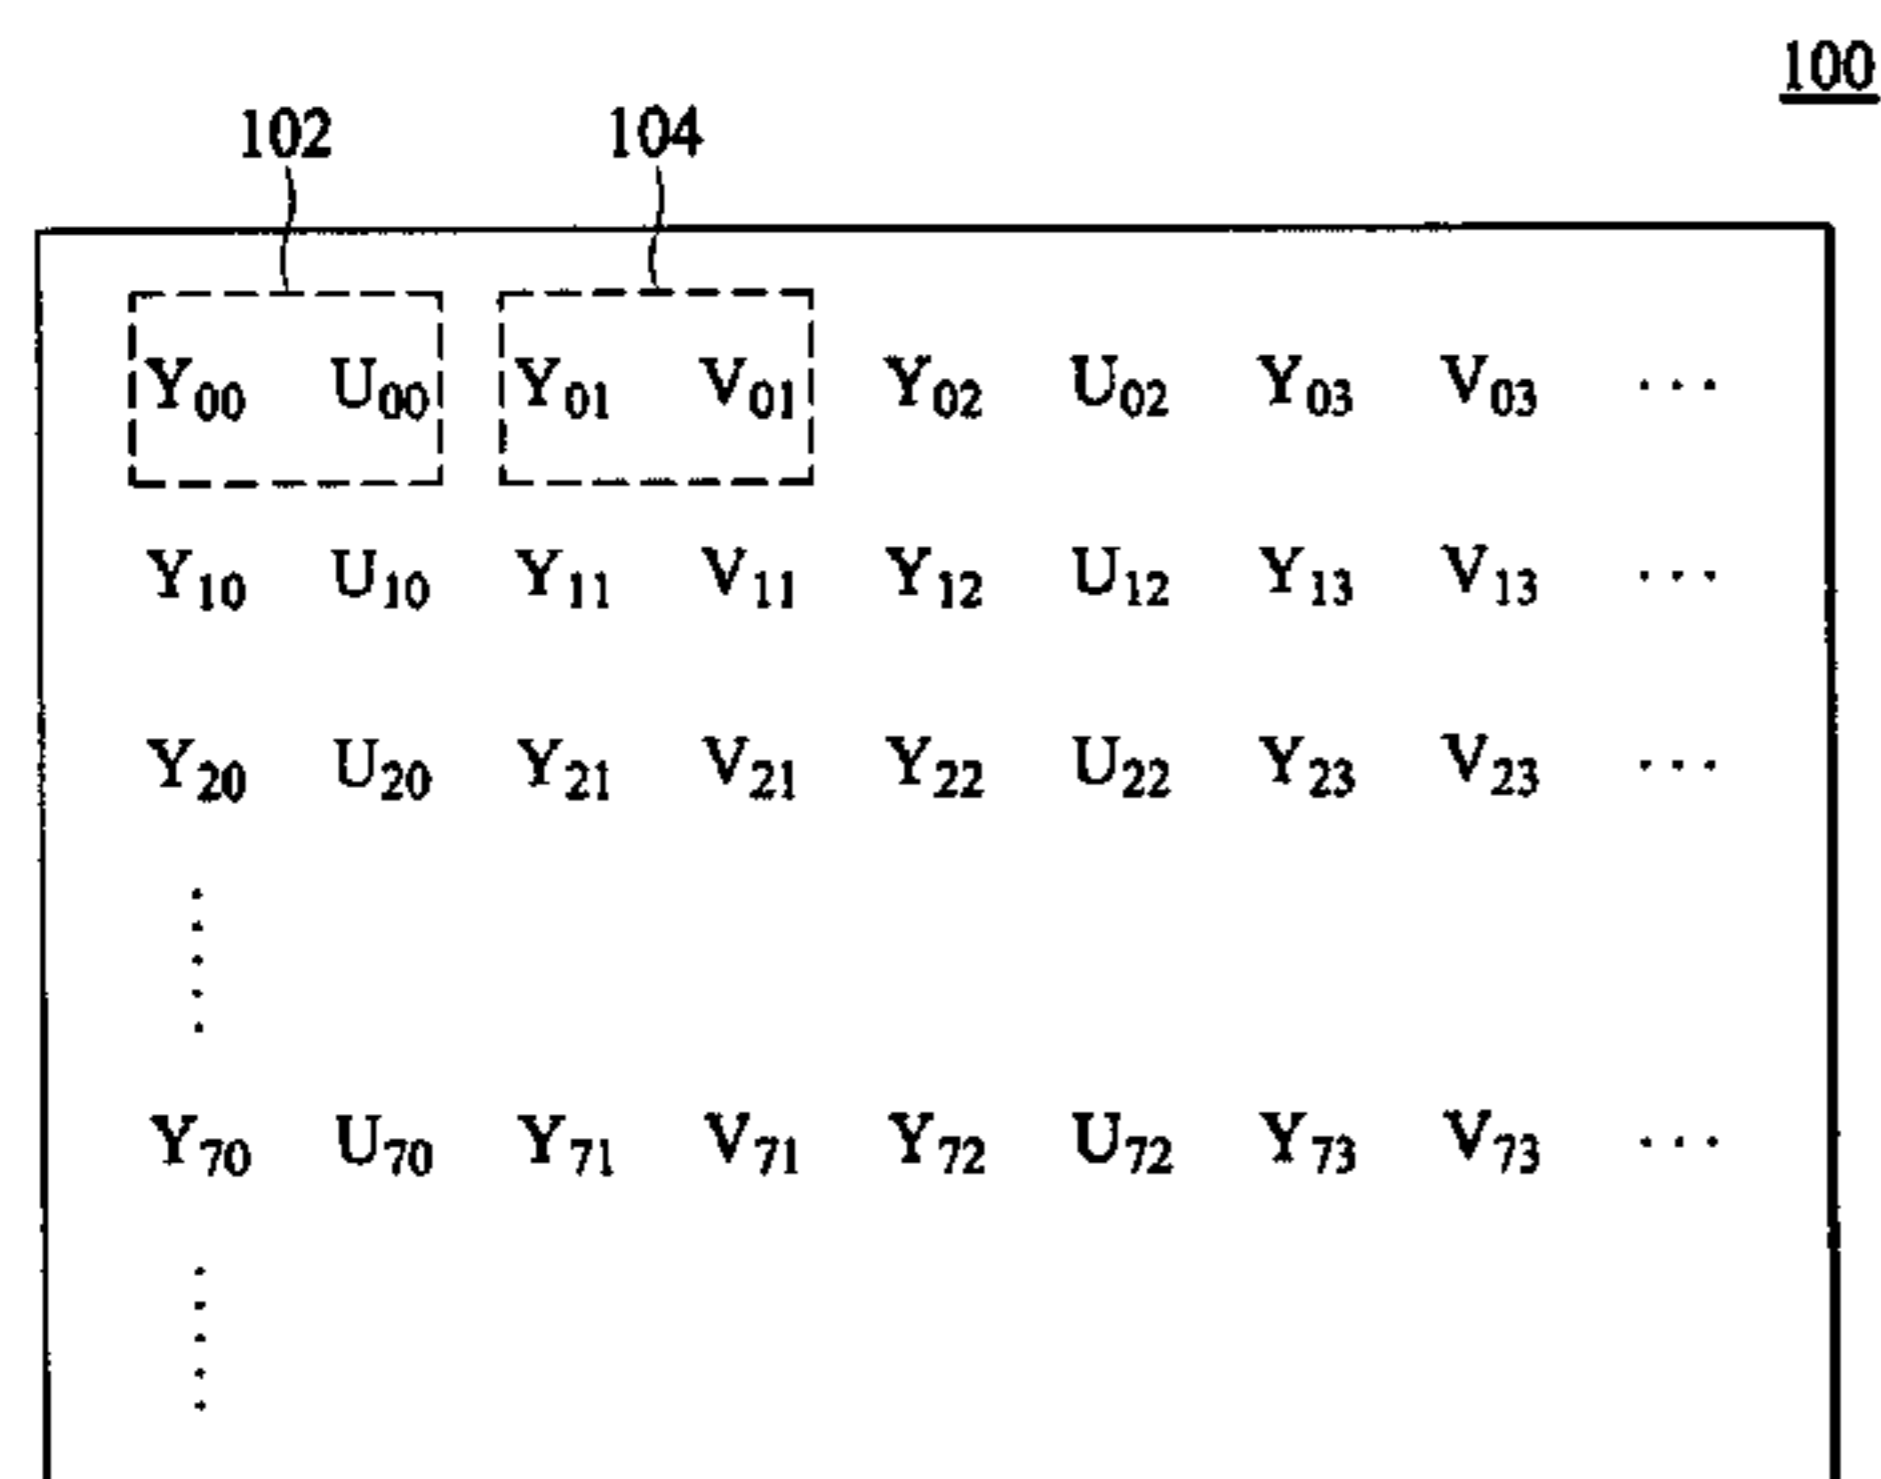 100
102 104
Y00 U00 Y01 V01 Y02 U02 Y03 V03 ...
Y10 U10 Y11 V11 Y12 U12 Y13 V13 ...
Y20 U20 Y21 V21 Y22 U22 Y23 V23 ...
Y70 U70 Y71 V71 Y72 U72 Y73 V73 ...